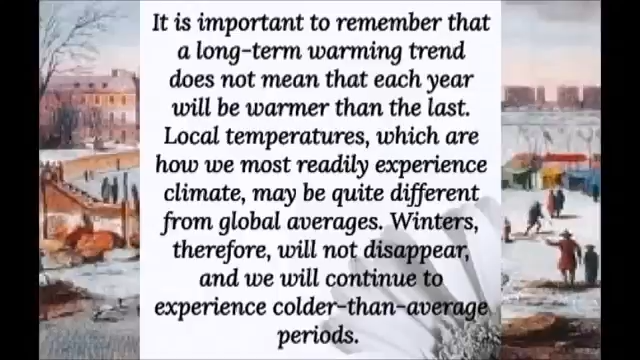 It is important to remember that
a long-term warming trend
does not mean that each year
will be warmer than the last.
Local temperatures, which are
how we most readily experience
climate, may be quite different
from global averages. Winters,
therefore, will not disappear,
and we will continue to
experience colder-than-average
periods.